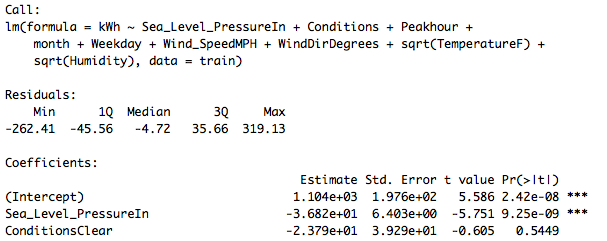 Call:
lm(formula = kWh ~ Sea_Level_PressureIn + Conditions + Peakhour +
    month + Weekday + Wind_SpeedMPH + WindDirDegrees + sqrt(TemperatureF) +
    sqrt(Humidity), data = train)
Residuals:
    Min      1Q  Median      3Q     Max
-262.41  -45.56   -4.72   35.66  319.13
Coefficients:
                                   Estimate Std. Error t value Pr(>|t|)
(Intercept)                       1.104e+03  1.976e+02   5.586 2.42e-08 ***
Sea_Level_PressureIn             -3.682e+01  6.403e+00  -5.751 9.25e-09 ***
ConditionsClear                  -2.379e+01  3.929e+01  -0.605   0.5449